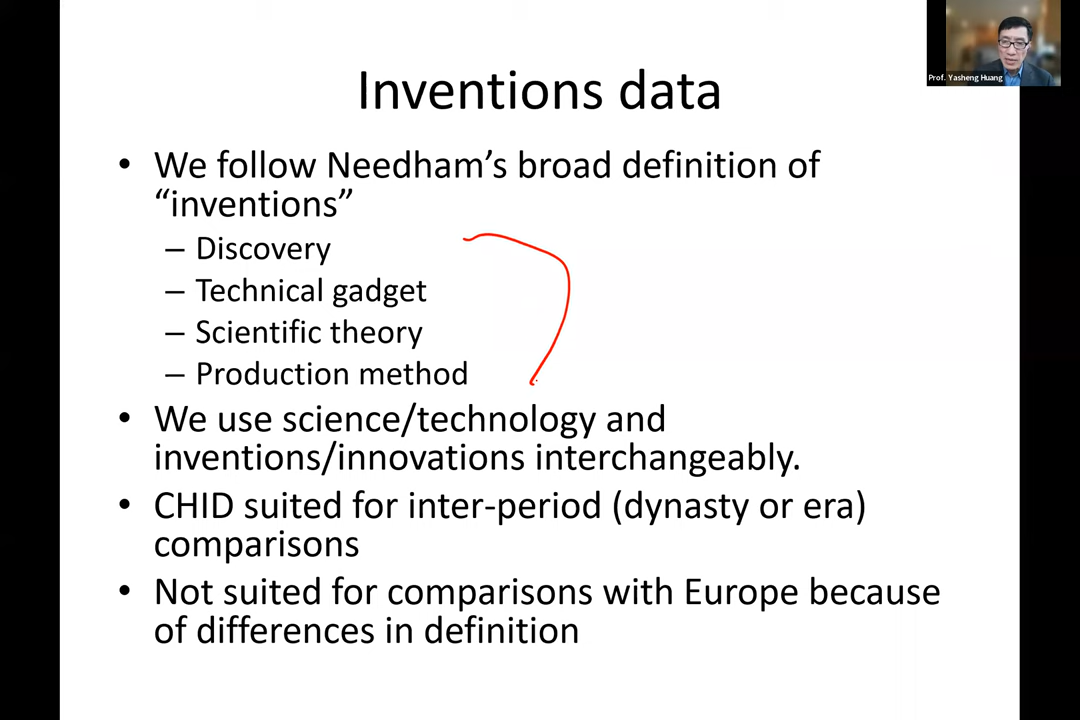 Prof. Yasheng Huang
Inventions data
• We follow Needham’s broad definition of
“inventions”
– Discovery
– Technical gadget
– Scientific theory
– Production method
• We use science/technology and
inventions/innovations interchangeably.
• CHID suited for inter-period (dynasty or era)
comparisons
• Not suited for comparisons with Europe because
of differences in definition